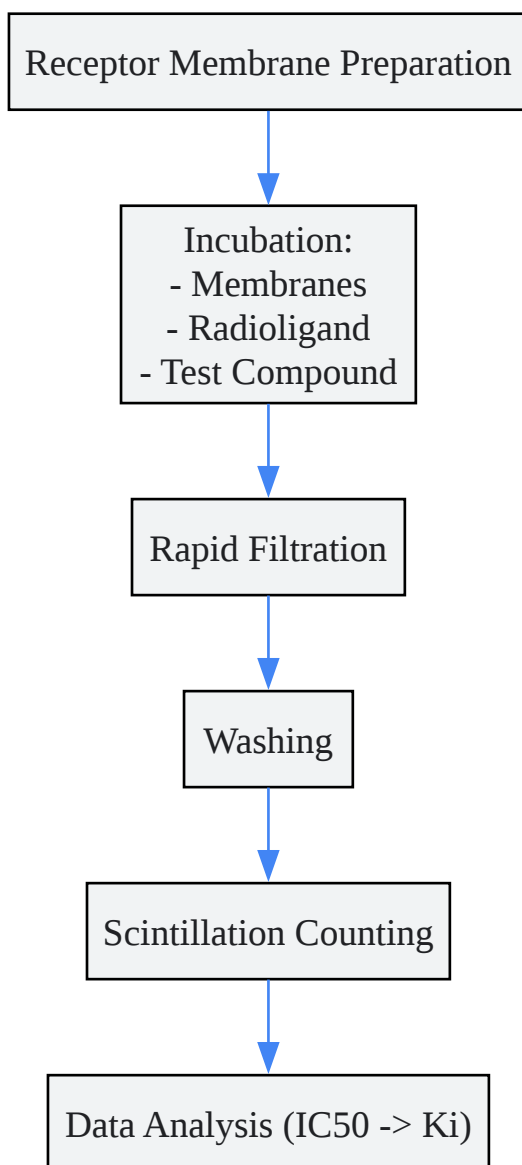 Receptor Membrane Preparation
Incubation:
- Membranes
- Radioligand
- Test Compound
Rapid Filtration
Washing
Scintillation Counting
Data Analysis (IC50 -> Ki)